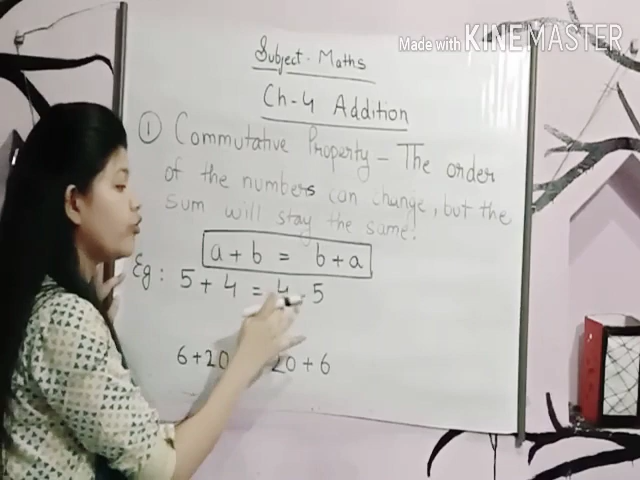 Made with KINEMASTER
Subject - Maths
Ch-4 Addition
① Commutative Property – The order
of the numbers can change, but the
sum will stay the same!
a + b = b + a
Eg: 5 + 4 = 4 5
6+20 20 + 6